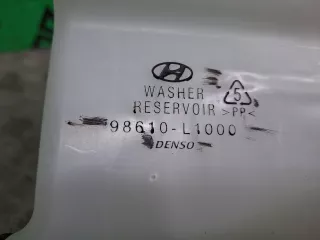 WASHER
RESERVOIR >PP<
5
98610-L1000
DENSO